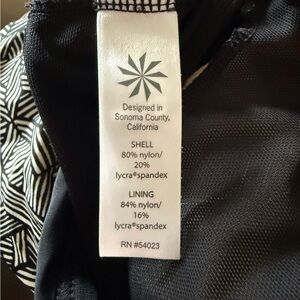 Designed in
Sonoma County,
California
SHELL
80% nylon/
20%
lycra®spandex
LINING
84% nylon/
16%
lycra®spandex
RN #54023